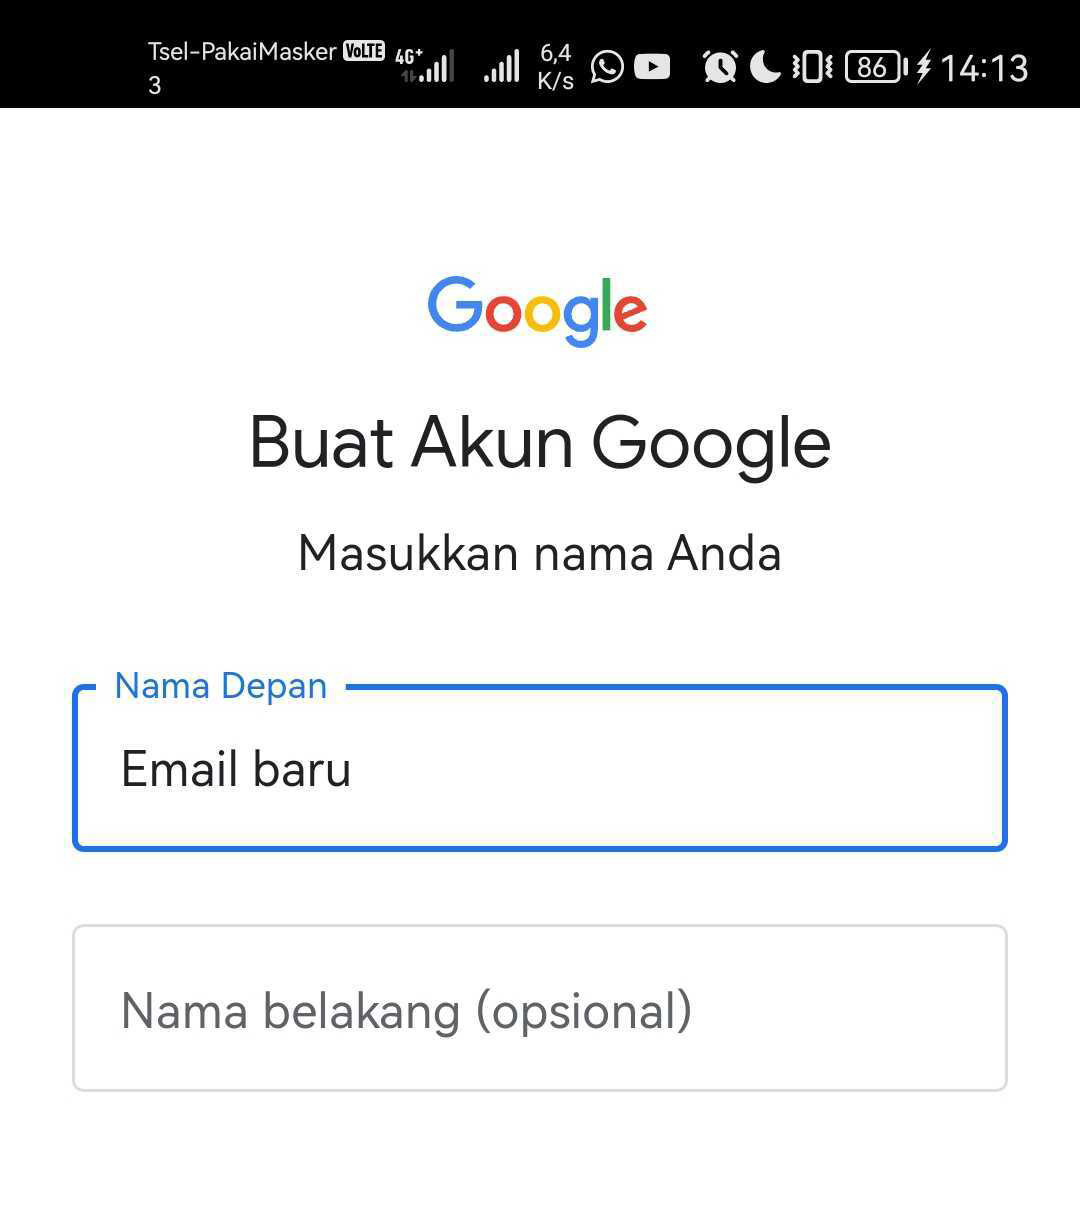 Tsel-PakaiMasker VoLTE 4G+ 6,4 86 14:13
3 K/s
Google
Buat Akun Google
Masukkan nama Anda
Nama Depan
Email baru
Nama belakang (opsional)